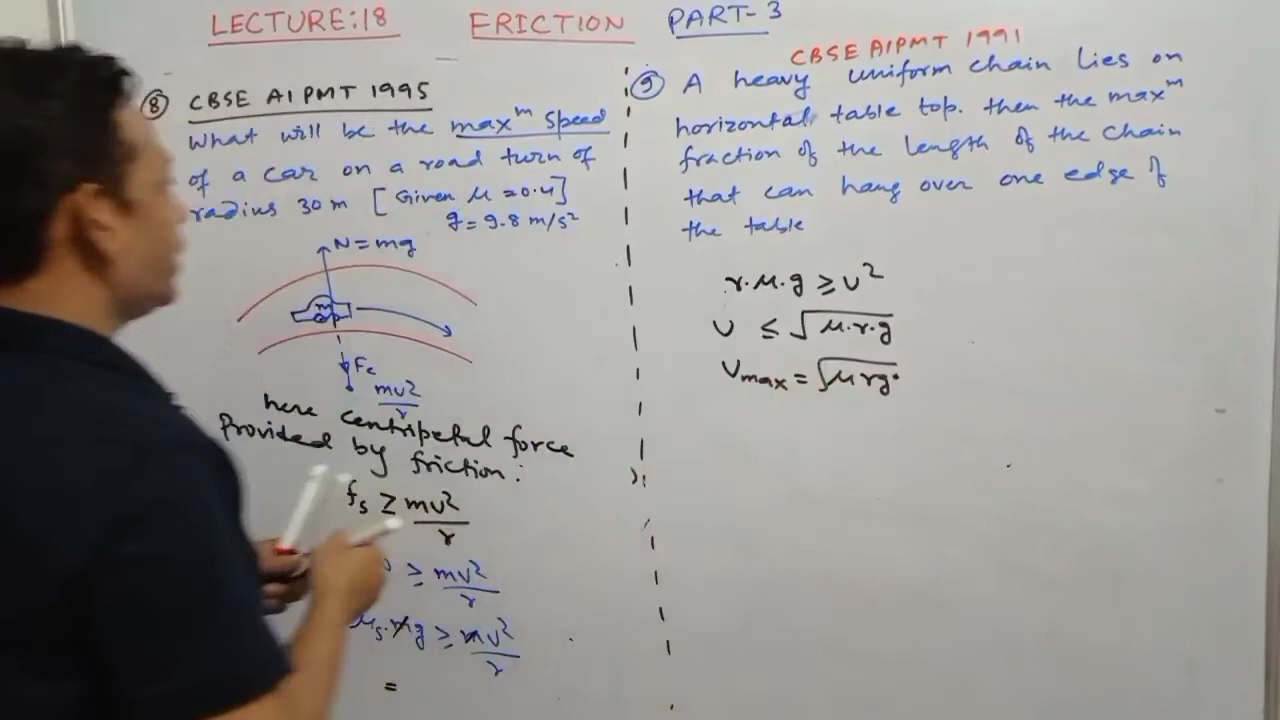 LECTURE:18 FRICTION PART-3
⑧ CBSE AIPMT 1995
What will be the maxᵐ speed
of a car on a road turn of
radius 30 m [Given μ = 0.4]
g = 9.8 m/s²
N = mg
m
Fc
mv²/r
here centripetal force
Provided by friction:
fs ≥ mv²/r
≥ mv²/r
μs.mg ≥ mv²/r
=
CBSE AIPMT 1991
⑨ A heavy uniform chain lies on
horizontal table top. then the maxᵐ
fraction of the length of the chain
that can hang over one edge of
the table
r.μ.g ≥ v²
v ≤ √μ.r.g
vmax = √μrg